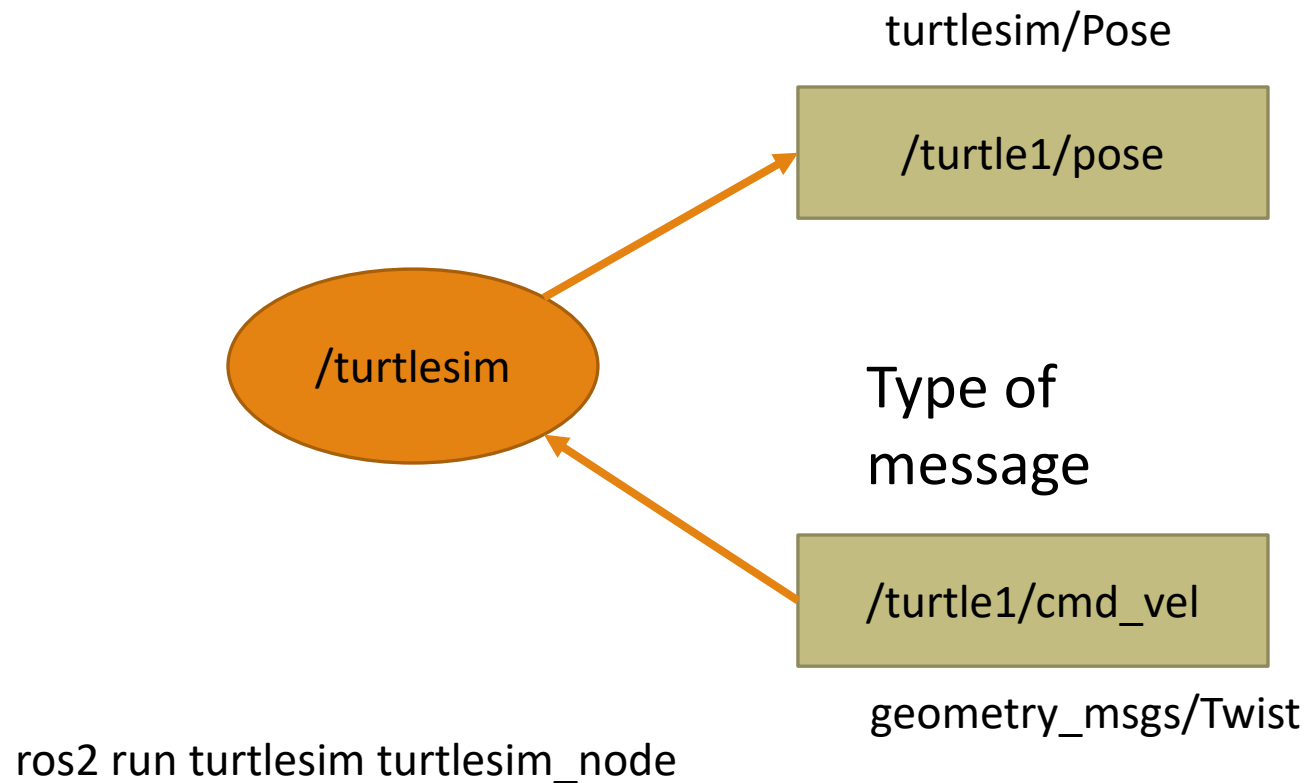 turtlesim/Pose
/turtle1/pose
/turtlesim
Type of
message
/turtle1/cmd_vel
geometry_msgs/Twist
ros2 run turtlesim turtlesim_node